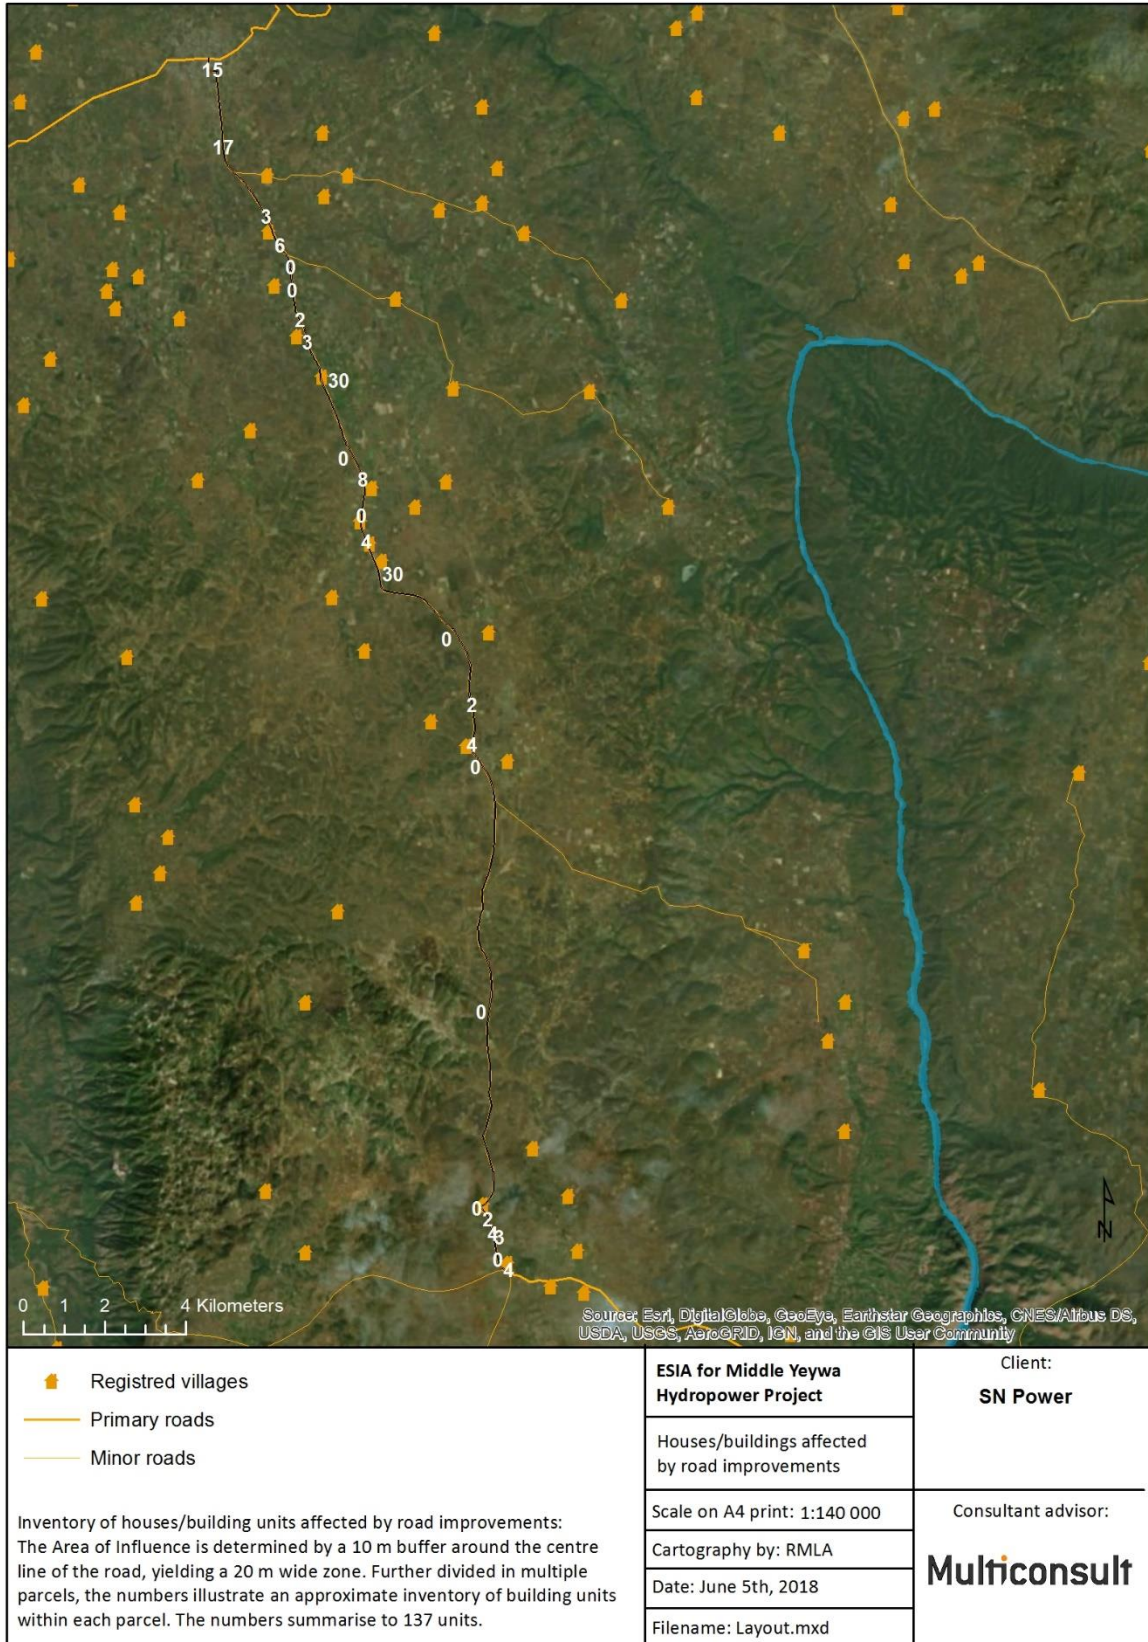 15
17
3
6
0
0
2
3
30
0
8
0
4
30
0
2
4
0
0
0
2
4
3
0
4
N
0 1 2 4 Kilometers
Source: Esri, DigitalGlobe, GeoEye, Earthstar Geographics, CNES/Airbus DS,
USDA, USGS, AeroGRID, IGN, and the GIS User Community
Registred villages
Primary roads
Minor roads
Inventory of houses/building units affected by road improvements:
The Area of Influence is determined by a 10 m buffer around the centre
line of the road, yielding a 20 m wide zone. Further divided in multiple
parcels, the numbers illustrate an approximate inventory of building units
within each parcel. The numbers summarise to 137 units.
ESIA for Middle Yeywa
Hydropower Project
Houses/buildings affected
by road improvements
Scale on A4 print: 1:140 000
Cartography by: RMLA
Date: June 5th, 2018
Filename: Layout.mxd
Client:
SN Power
Consultant advisor:
Multiconsult